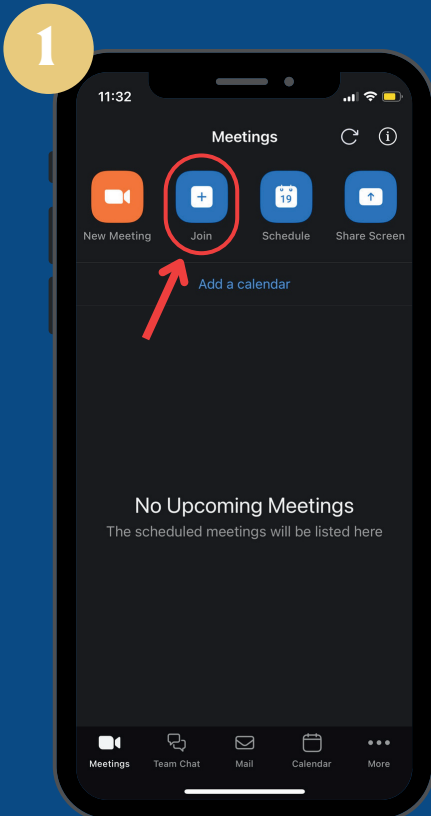 1
11:32
Meetings
New Meeting Join Schedule Share Screen
19
Add a calendar
No Upcoming Meetings
The scheduled meetings will be listed here
Meetings Team Chat Mail Calendar More